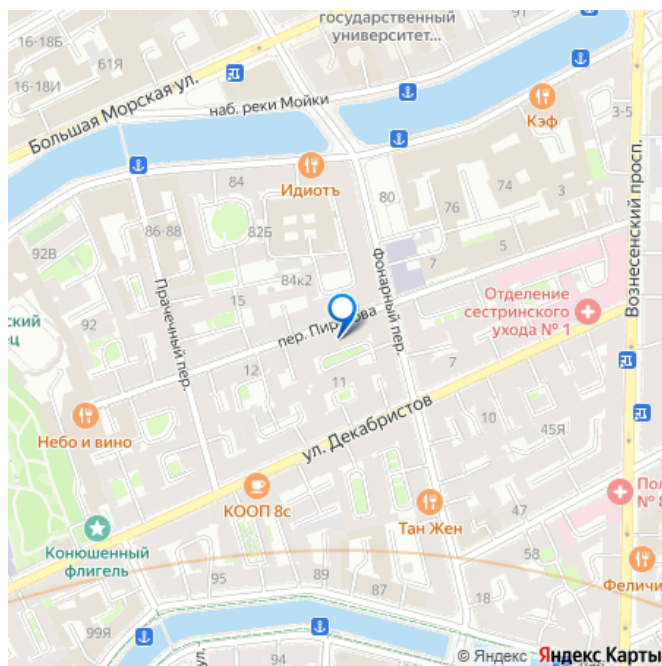 государственный
университет...
91
16-18Б
61Я
16-18И
Большая Морская ул.
наб. реки Мойки
Кэф
3-5
Идиотъ
84
80
74
3
76
82Б
86-88
92В
5
7
84к2
фонарный пер.
Вознесенский просп.
Прачечный пер.
15
Отделение
сестринского
ухода № 1
92
пер. Пирогова
7
12
11
Небо и вино
ул. Декабристов
10
45Я
КООП 8с
Тан Жен
47
№ 8
Конюшенный
флигель
58
95
89
87
18
99Я
94
© Яндекс Яндекс Карты